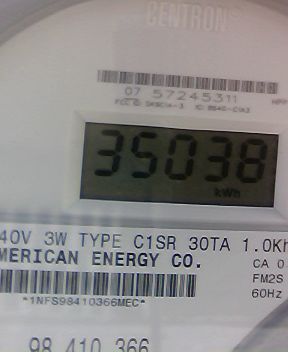 CENTRON®
07 57245311
35038
kWh
40V 3W TYPE C1SR 30TA 1.0Kh
MERICAN ENERGY CO.
CA 0
FM2S
*1NFS98410366MEC*
60Hz
98 410 366